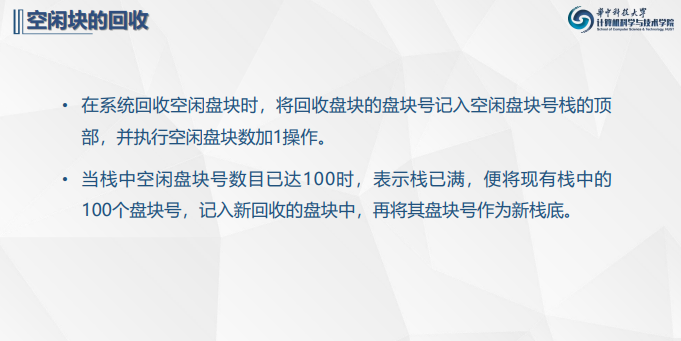 空闲块的回收
华中科技大学
计算机科学与技术学院
School of Computer Science & Technology, HUST
• 在系统回收空闲盘块时，将回收盘块的盘块号记入空闲盘块号栈的顶
部，并执行空闲盘块数加1操作。
• 当栈中空闲盘块号数目已达100时，表示栈已满，便将现有栈中的
100个盘块号，记入新回收的盘块中，再将其盘块号作为新栈底。